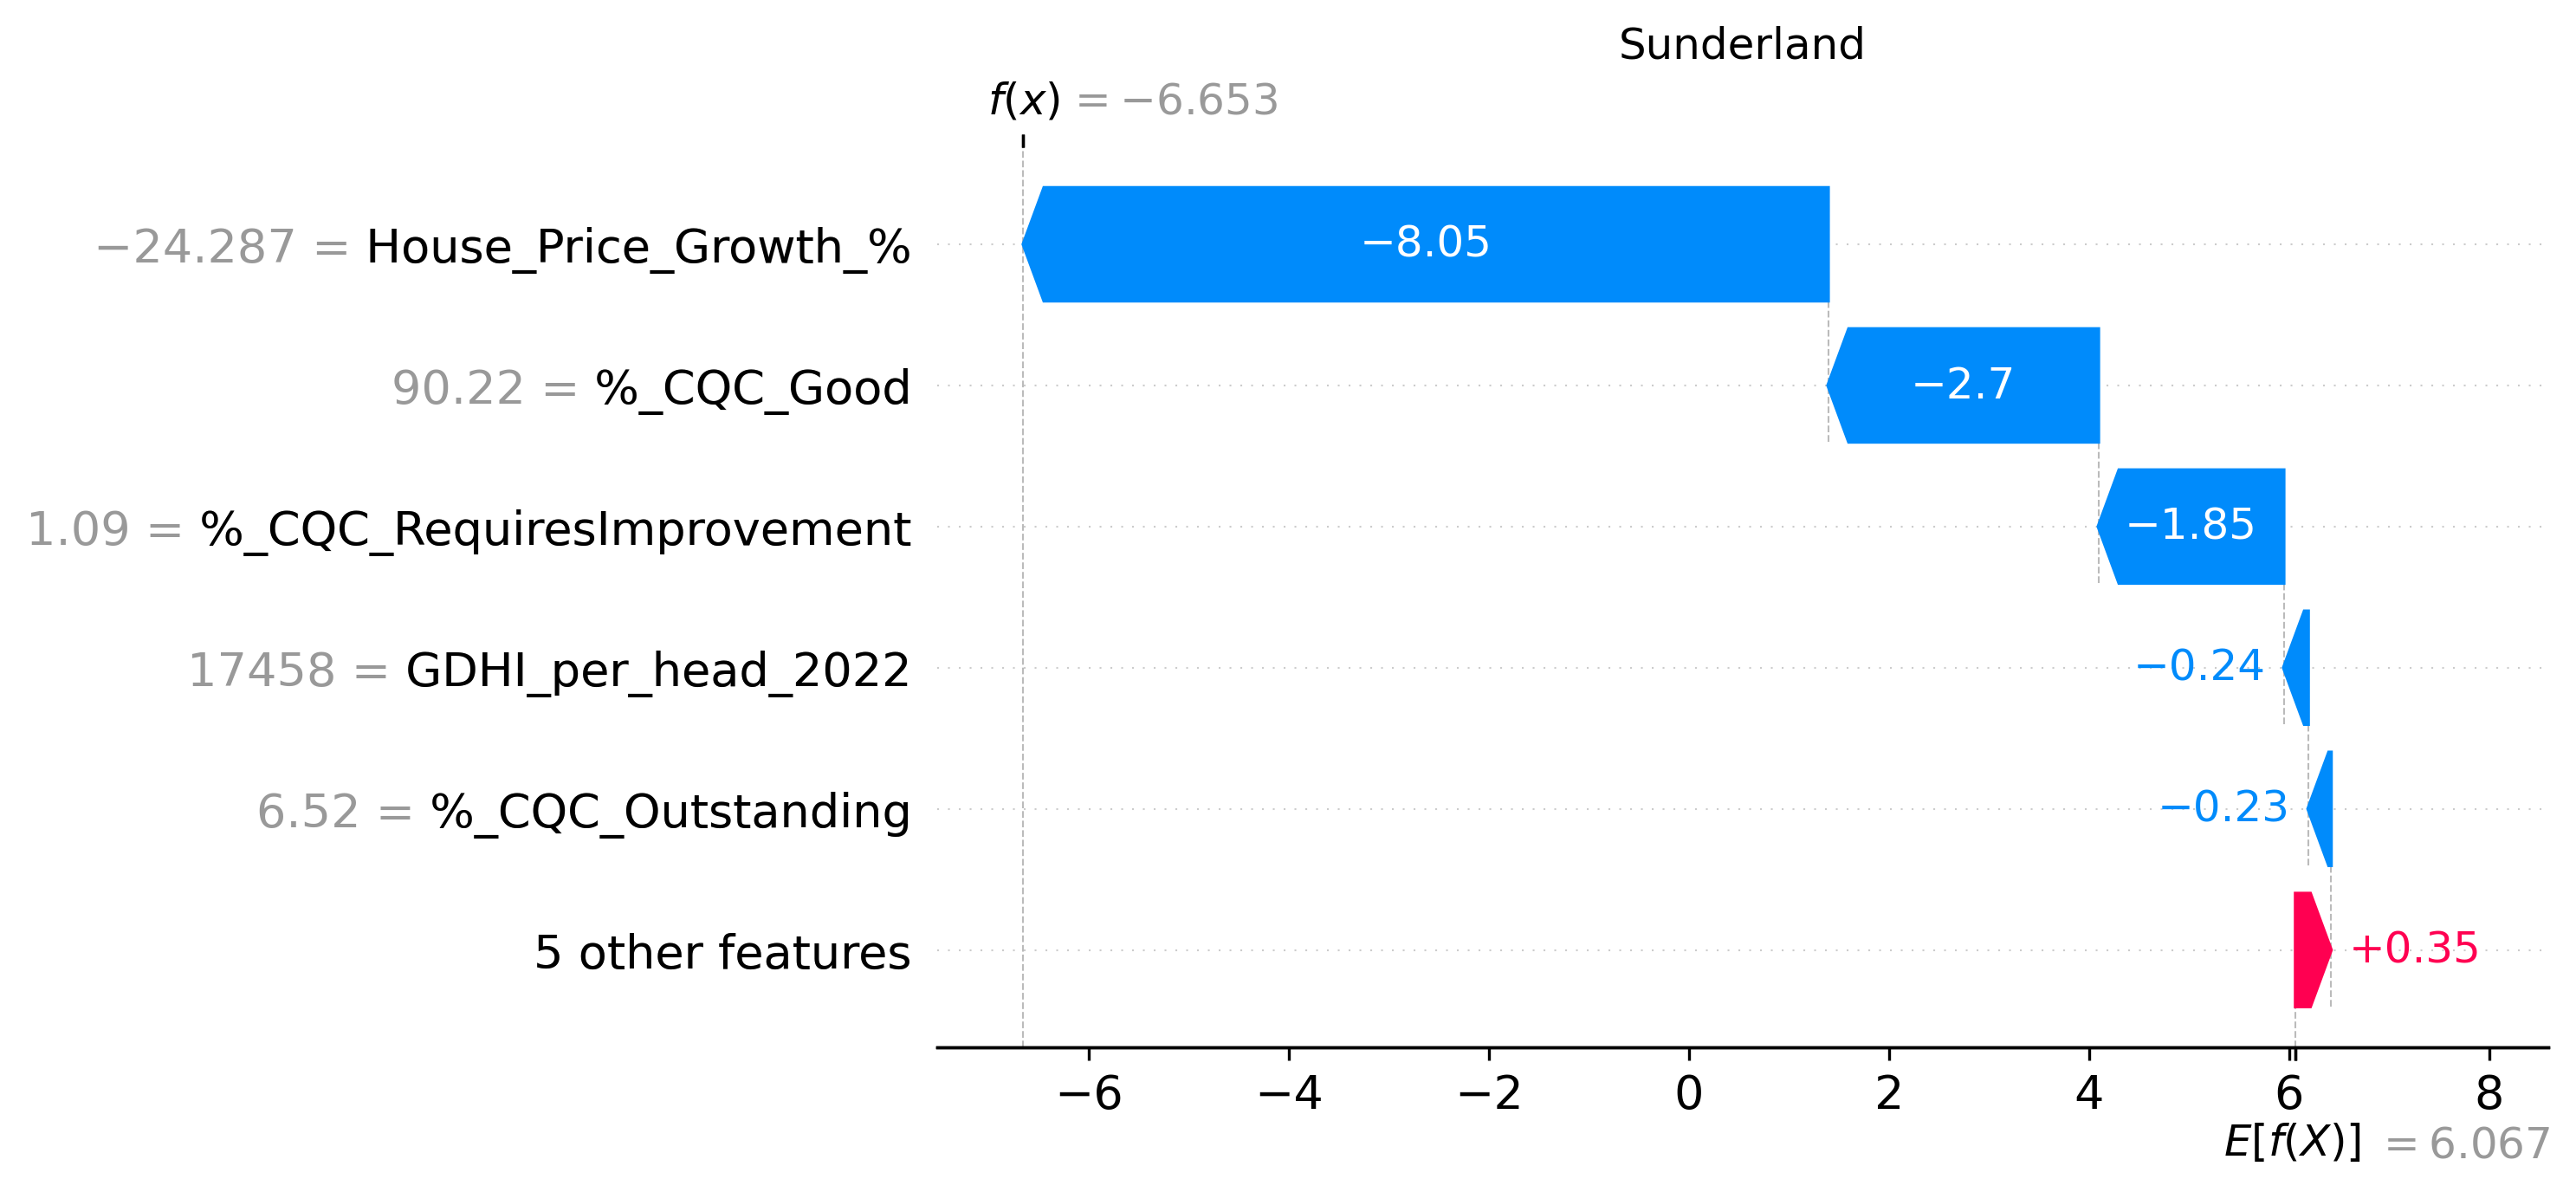 Sunderland
f(x) = −6.653
−24.287 = House_Price_Growth_%
−8.05
90.22 = %_CQC_Good
−2.7
1.09 = %_CQC_RequiresImprovement
−1.85
17458 = GDHI_per_head_2022
−0.24
6.52 = %_CQC_Outstanding
−0.23
5 other features
+0.35
−6 −4 −2 0 2 4 6 8
E[f(X)] = 6.067